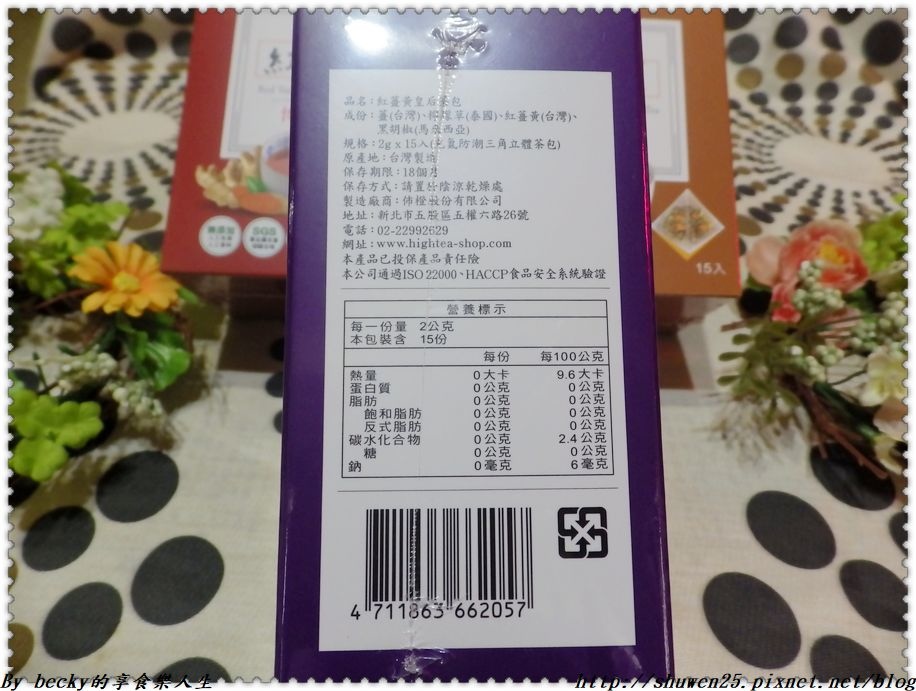 品名：紅薑黃皇后茶包
成份：薑(台灣)、檸檬草(泰國)、紅薑黃(台灣)、
黑胡椒(馬來西亞)
規格：2g x 15入(充氮防潮三角立體茶包)
原產地：台灣製造
保存期限：18個月
保存方式：請置於陰涼乾燥處
製造廠商：佈橙股份有限公司
地址：新北市五股區五權六路26號
電話：02-22992629
網址：www.hightea-shop.com
本產品已投保產品責任險
本公司通過ISO 22000、HACCP食品安全系統驗證
營養標示
每一份量 2公克
本包裝含 15份
每份 每100公克
熱量 0大卡 9.6大卡
蛋白質 0公克 0公克
脂肪 0公克 0公克
飽和脂肪 0公克 0公克
反式脂肪 0公克 0公克
碳水化合物 0公克 2.4公克
糖 0公克 0公克
鈉 0毫克 6毫克
4 711863 662057
無添加
SGS
15入
By becky的享食樂人生
http://shuwen25.pixnet.net/blog